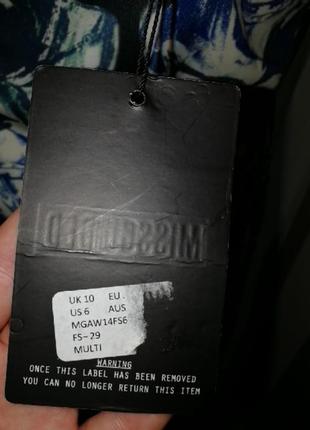 MISSGUIDED
UK 10 EU .
US 6 AUS
MGAW14FS6
FS-29
MULTI
WARNING
ONCE THIS LABEL HAS BEEN REMOVED
YOU CAN NO LONGER RETURN THIS ITEM